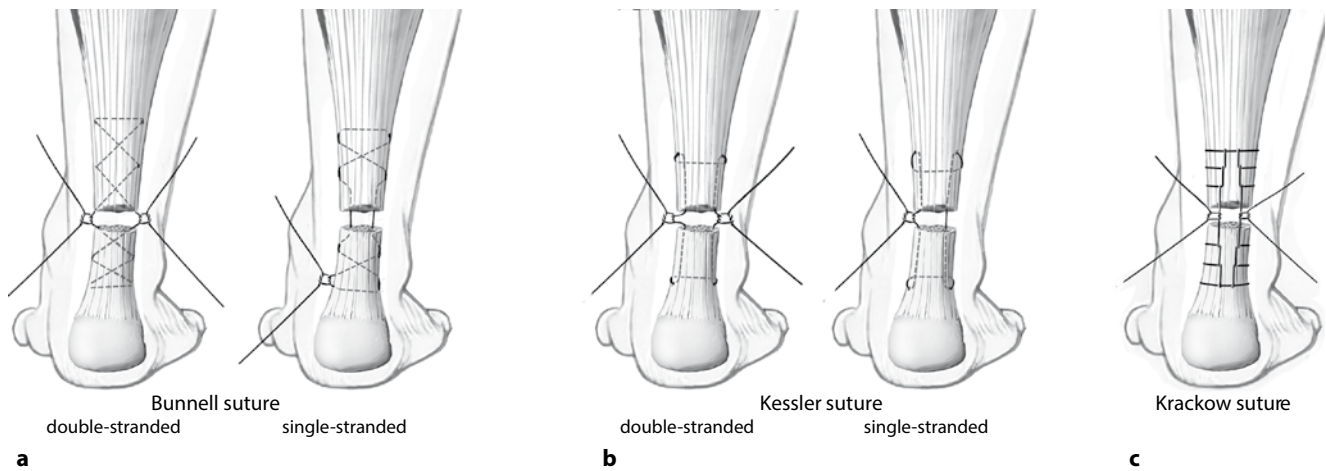 Bunnell suture
double-stranded
single-stranded
a
Kessler suture
double-stranded
single-stranded
b
Krackow suture
c